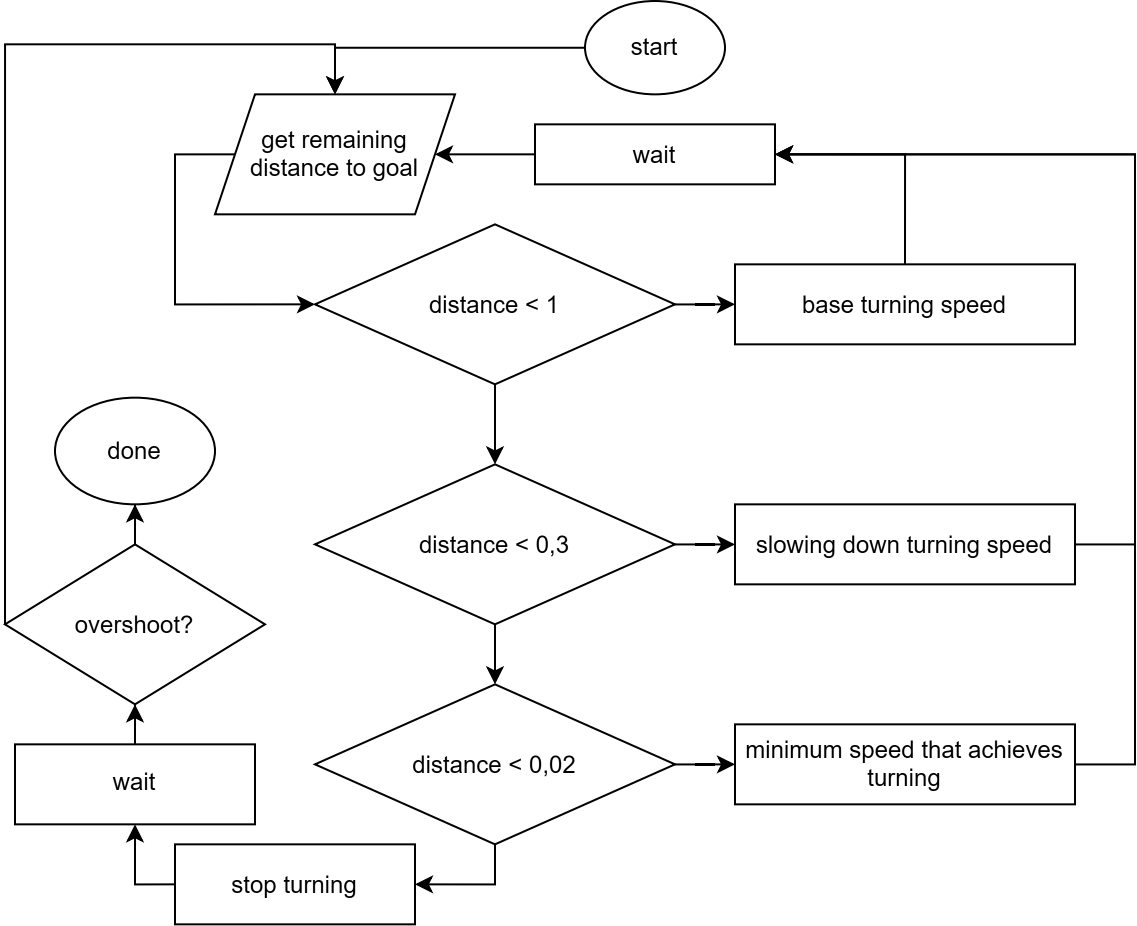 start
get remaining
distance to goal
wait
distance < 1
base turning speed
done
distance < 0,3
slowing down turning speed
overshoot?
distance < 0,02
minimum speed that achieves
turning
wait
stop turning